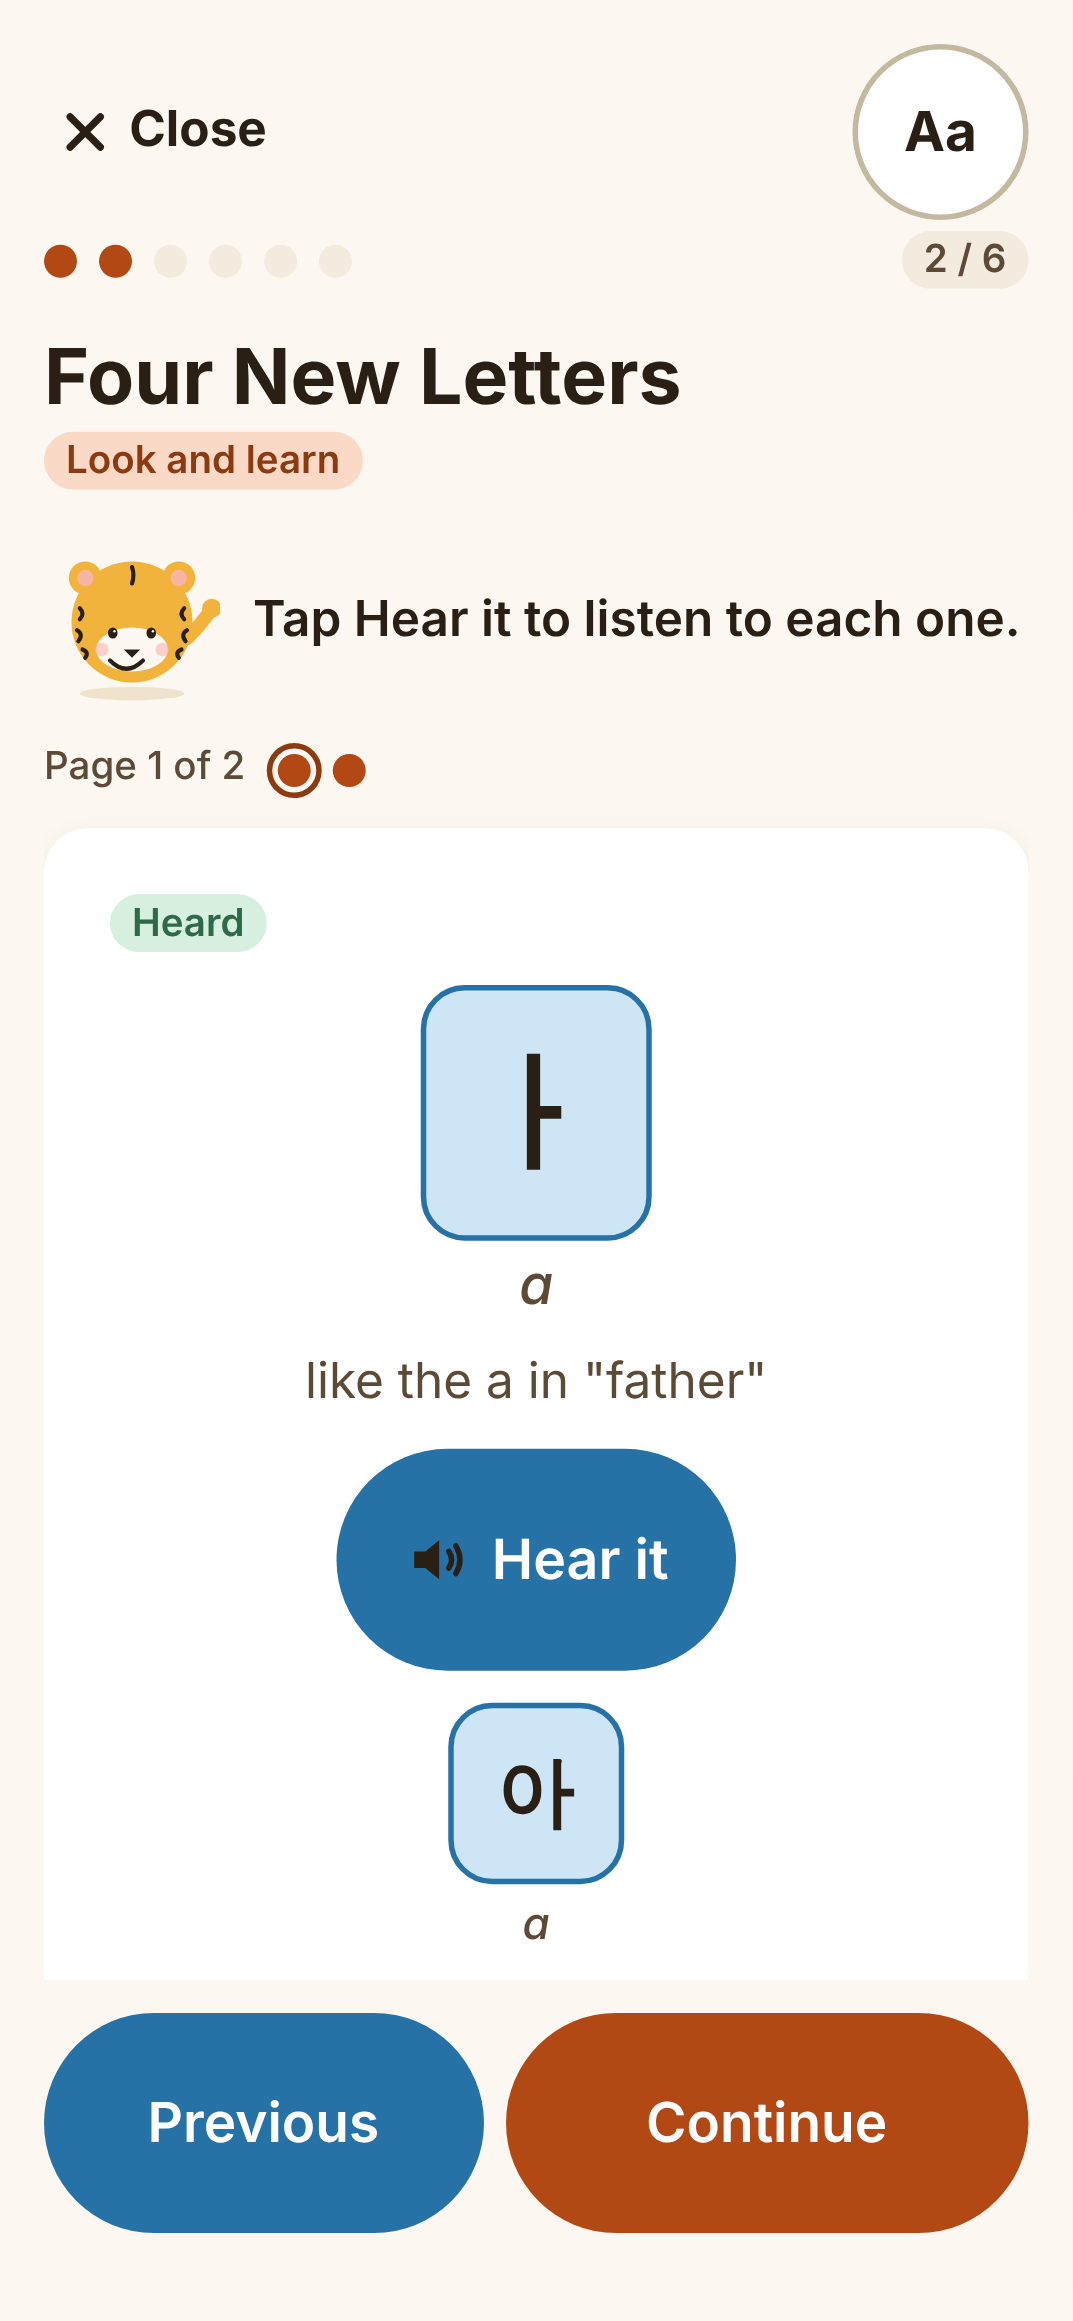 Close
Aa
2 / 6
Four New Letters
Look and learn
Tap Hear it to listen to each one.
Page 1 of 2
Heard
ㅏ
a
like the a in "father"
Hear it
아
a
Previous
Continue